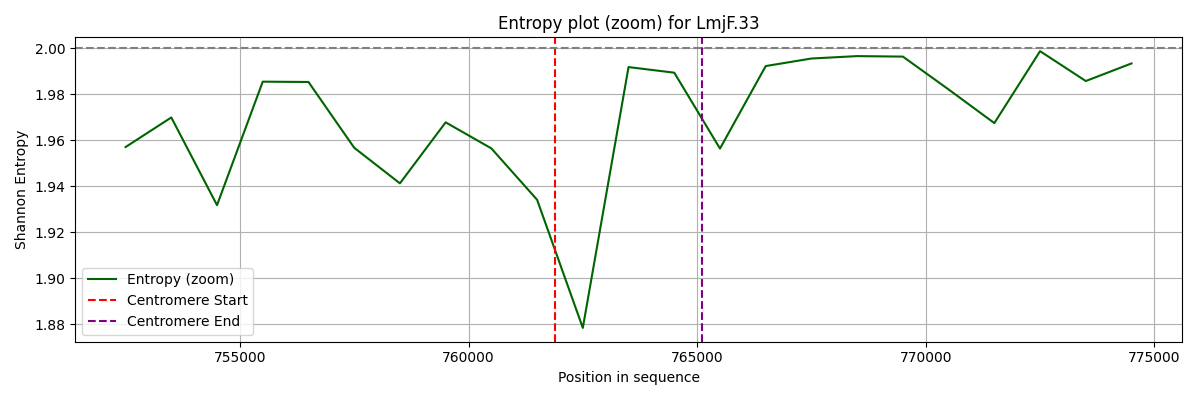 Entropy plot (zoom) for LmjF.33
Shannon Entropy
2.00
1.98
1.96
1.94
1.92
1.90
1.88
Entropy (zoom)
Centromere Start
Centromere End
755000 760000 765000 770000 775000
Position in sequence